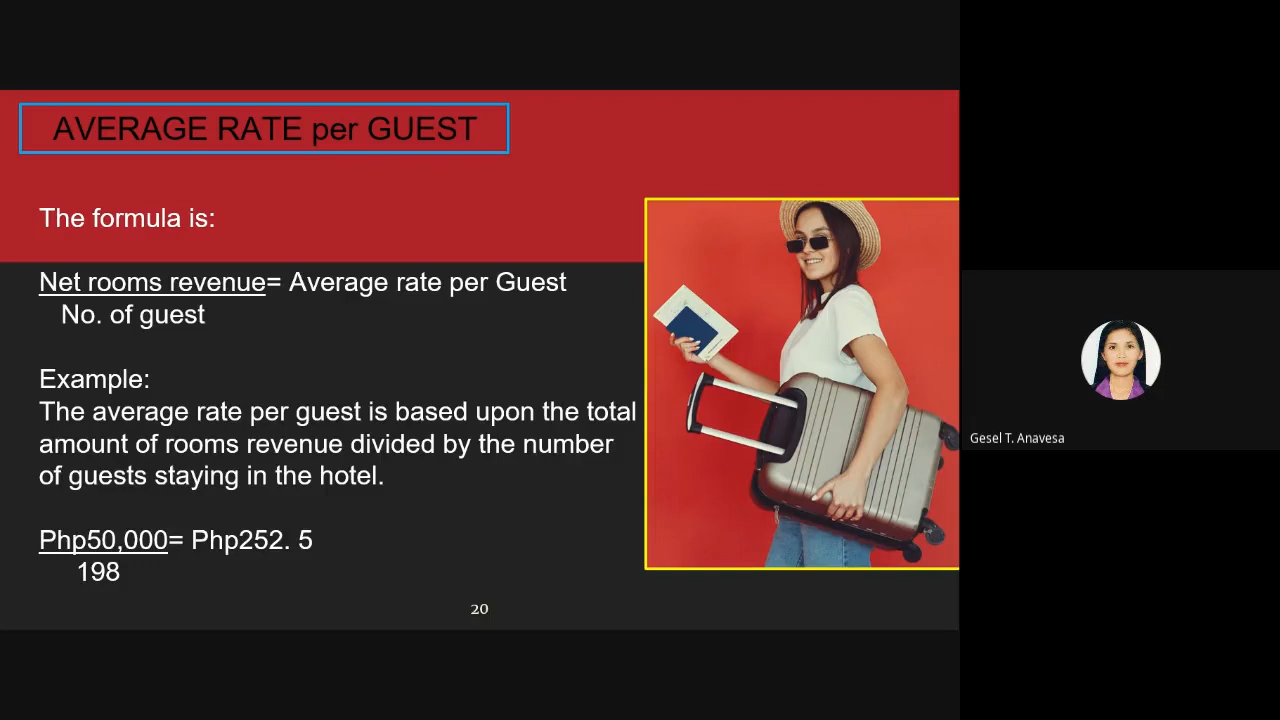 AVERAGE RATE per GUEST
The formula is:
Net rooms revenue= Average rate per Guest
No. of guest
Example:
The average rate per guest is based upon the total
amount of rooms revenue divided by the number
of guests staying in the hotel.
Php50,000= Php252. 5
198
20
Gesel T. Anavesa